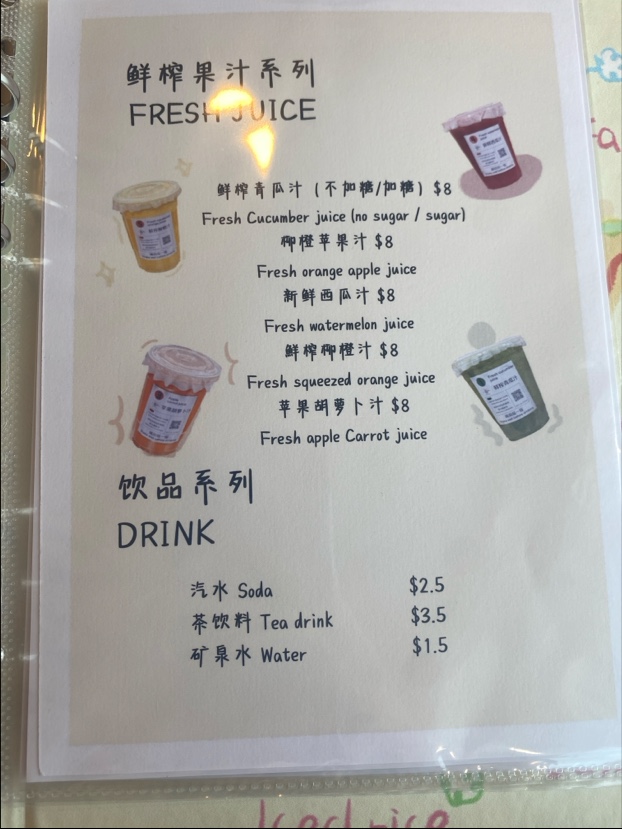 鲜榨果汁系列
FRESH JUICE
鲜榨青瓜汁 (不加糖/加糖) $8
Fresh Cucumber juice (no sugar / sugar)
柳橙苹果汁 $8
Fresh orange apple juice
新鲜西瓜汁 $8
Fresh watermelon juice
鲜榨柳橙汁 $8
Fresh squeezed orange juice
苹果胡萝卜汁 $8
Fresh apple Carrot juice
饮品系列
DRINK
汽水 Soda $2.5
茶饮料 Tea drink $3.5
矿泉水 Water $1.5